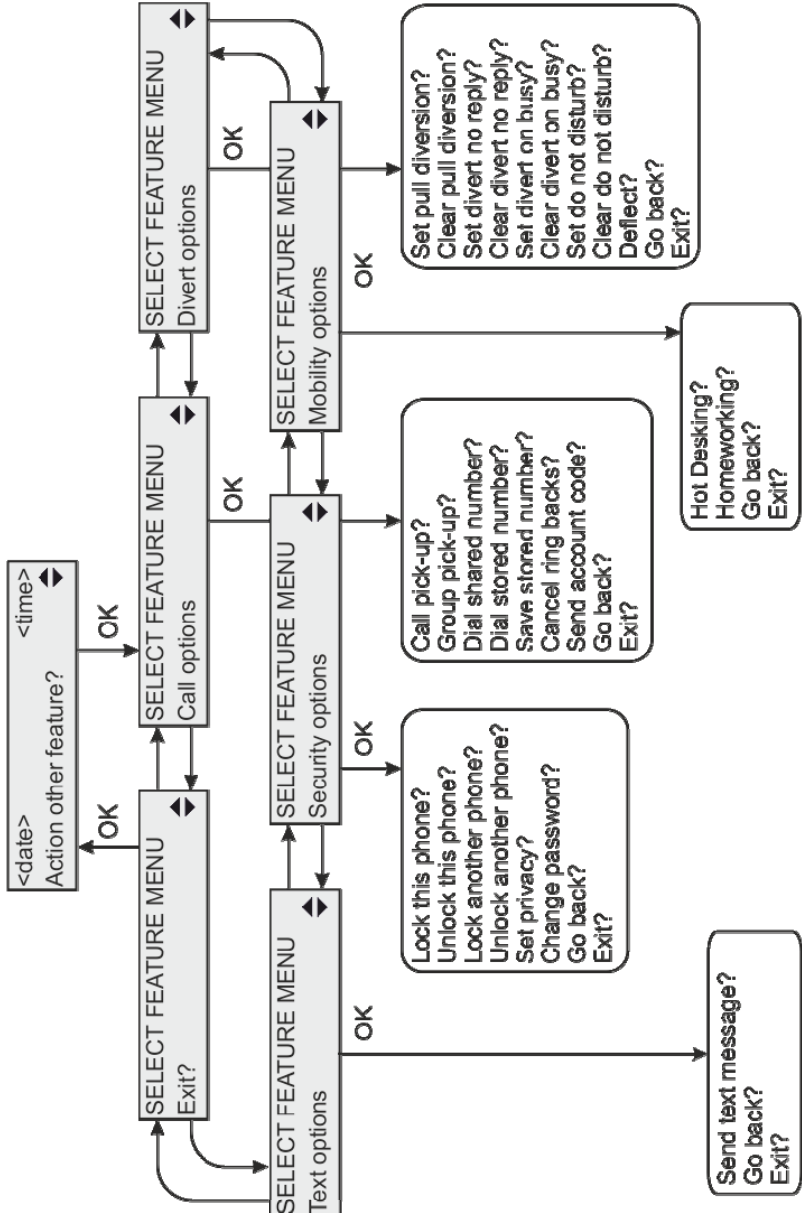 <date> <time>
Action other feature?
OK
OK
SELECT FEATURE MENU
Exit?
SELECT FEATURE MENU
Call options
SELECT FEATURE MENU
Divert options
OK
OK
SELECT FEATURE MENU
Text options
SELECT FEATURE MENU
Security options
SELECT FEATURE MENU
Mobility options
OK
OK
OK
Lock this phone?
Unlock this phone?
Lock another phone?
Unlock another phone?
Set privacy?
Change password?
Go back?
Exit?
Call pick-up?
Group pick-up?
Dial shared number?
Dial stored number?
Save stored number?
Cancel ring backs?
Send account code?
Go back?
Exit?
Set pull diversion?
Clear pull diversion?
Set divert no reply?
Clear divert no reply?
Set divert on busy?
Clear divert on busy?
Set do not disturb?
Clear do not disturb?
Deflect?
Go back?
Exit?
Send text message?
Go back?
Exit?
Hot Desking?
Homeworking?
Go back?
Exit?